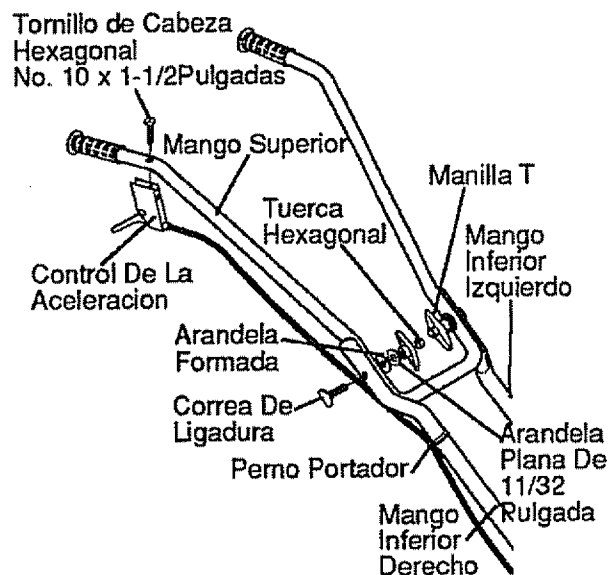 Tornillo de Cabeza
Hexagonal
No. 10 x 1-1/2Pulgadas
Mango Superior
Manilla T
Tuerca
Hexagonal
Mango
Inferior
Izquierdo
Control De La
Aceleracion
Arandela
Formada
Correa De
Ligadura
Perno Portador
Arandela
Plana De
11/32
Pulgada
Mango
Inferior
Derecho